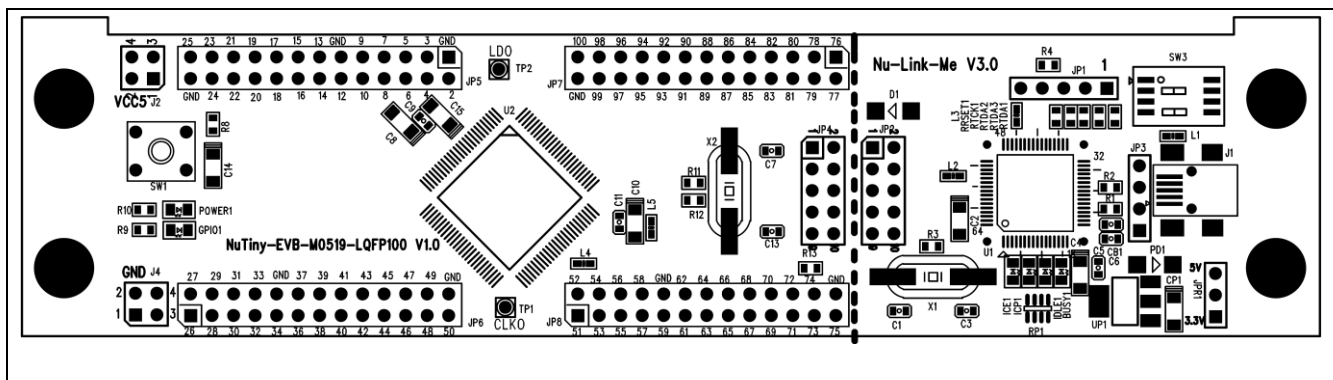 4 3
VCC5 J2
25 23 21 19 17 15 13 GND 9 7 5 3 GND
JP5
GND 24 22 20 18 16 14 12 10 8 6 4 2
LDO
TP2
100 98 96 94 92 90 88 86 84 82 80 78 76
JP7
GND 99 97 95 93 91 89 87 85 83 81 79 77
Nu-Link-Me V3.0
R4
JP1 1
SW3
D1
L3
RRSET1
RTCK1
RTDA2
RTDA3
RTDA1
L1
R8
C9
C15
C8
U2
X2
C7
JP4
1 2
JP2
1 2
48
32
L2
JP3
J1
SW1
C14
R11
R12
C11
C10
L5
R2
R1
R10 POWER1
R9 GPIO1
NuTiny-EVB-M0519-LQFP100 V1.0
C13
R3
C2
64
U1
1
C4
C5
CB1
C6
PD1
L4
R13
GND J4
2 4
1 3
27 29 31 33 GND 37 39 41 43 45 47 49 GND
JP6
26 28 30 32 34 36 38 40 42 44 46 48 50
TP1
CLKO
52 54 56 58 GND 62 64 66 68 70 72 74 GND
JP8
51 53 55 57 59 61 63 65 67 69 71 73 75
X1
C1
C3
ICE1
ICP1
RP1
IDLE1
BUSY1
UP1
CP1
5V
JPR1
3.3V